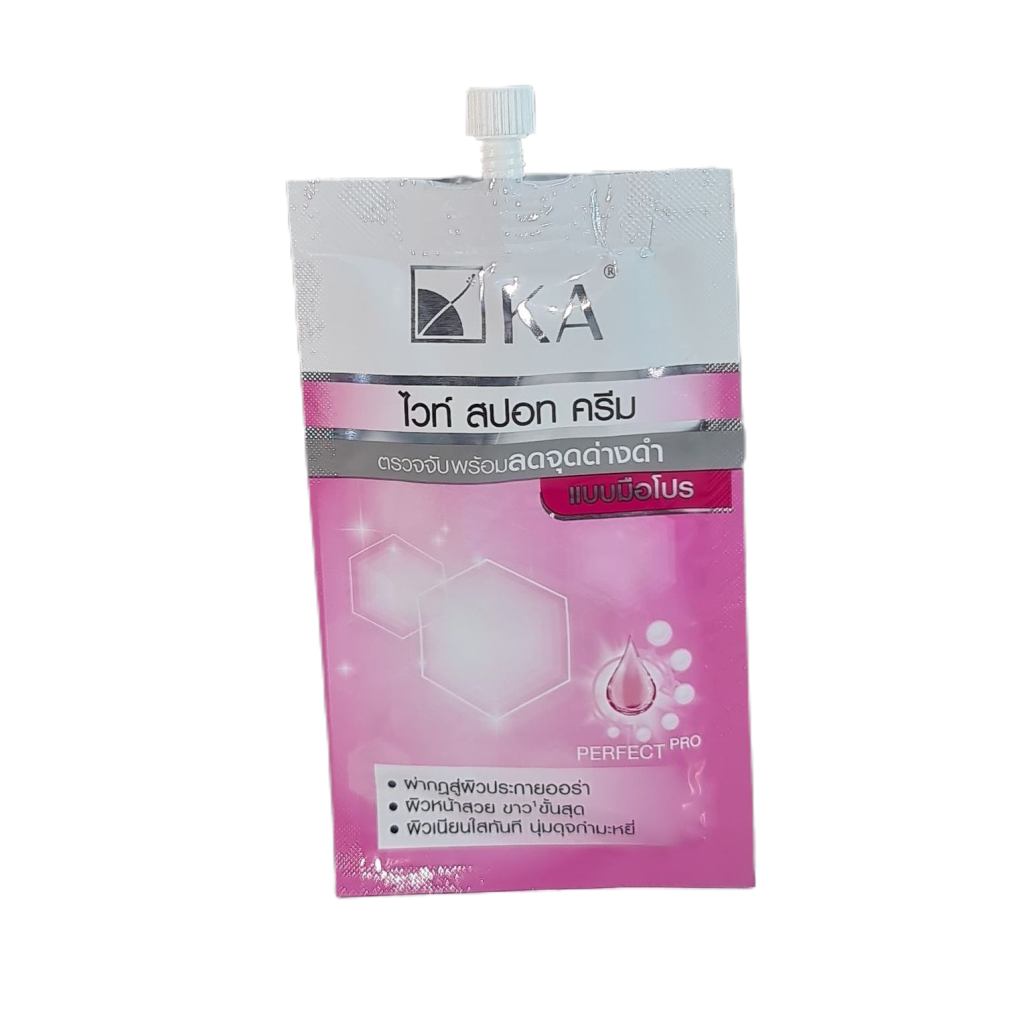 KA®
ไวท์ สปอท ครีม
ตรวจจับพร้อมลดจุดด่างดำ
แบบมือโปร
PERFECT PRO
• ฝ่ากฎสู่ผิวประกายออร่า
• ผิวหน้าสวย ขาว¹ขั้นสุด
• ผิวเนียนใสทันที นุ่มดุจกำมะหยี่